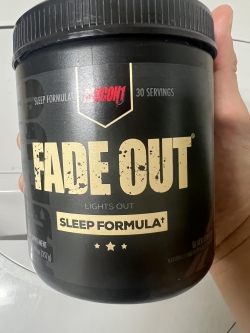 REDCON1
SLEEP FORMULA† 30 SERVINGS
FADE OUT®
LIGHTS OUT
SLEEP FORMULA†